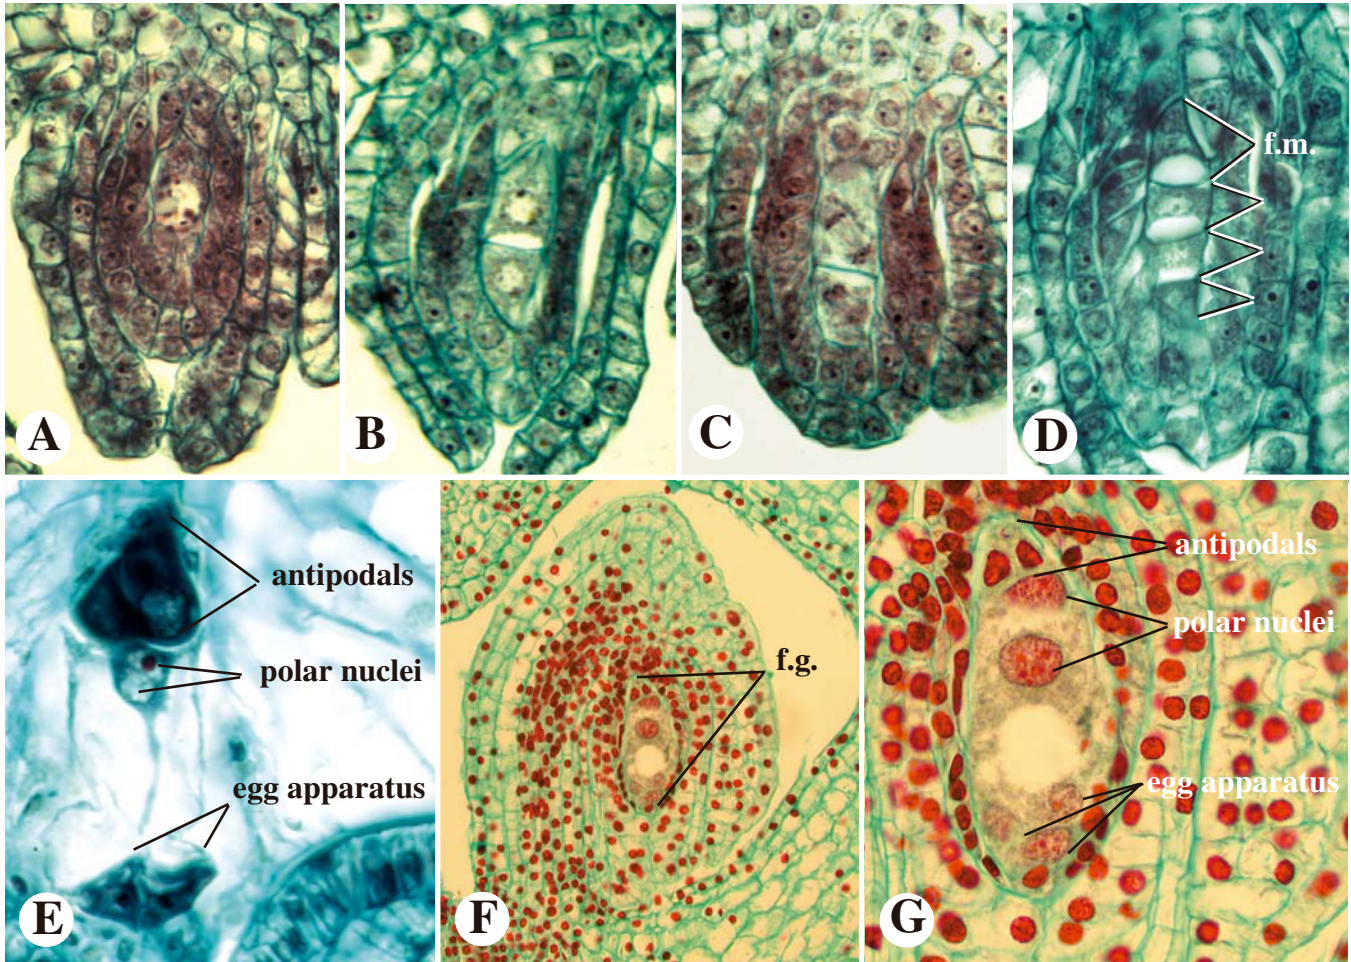 f.m.
A
B
C
D
antipodals
polar nuclei
egg apparatus
E
f.g.
F
antipodals
polar nuclei
egg apparatus
G